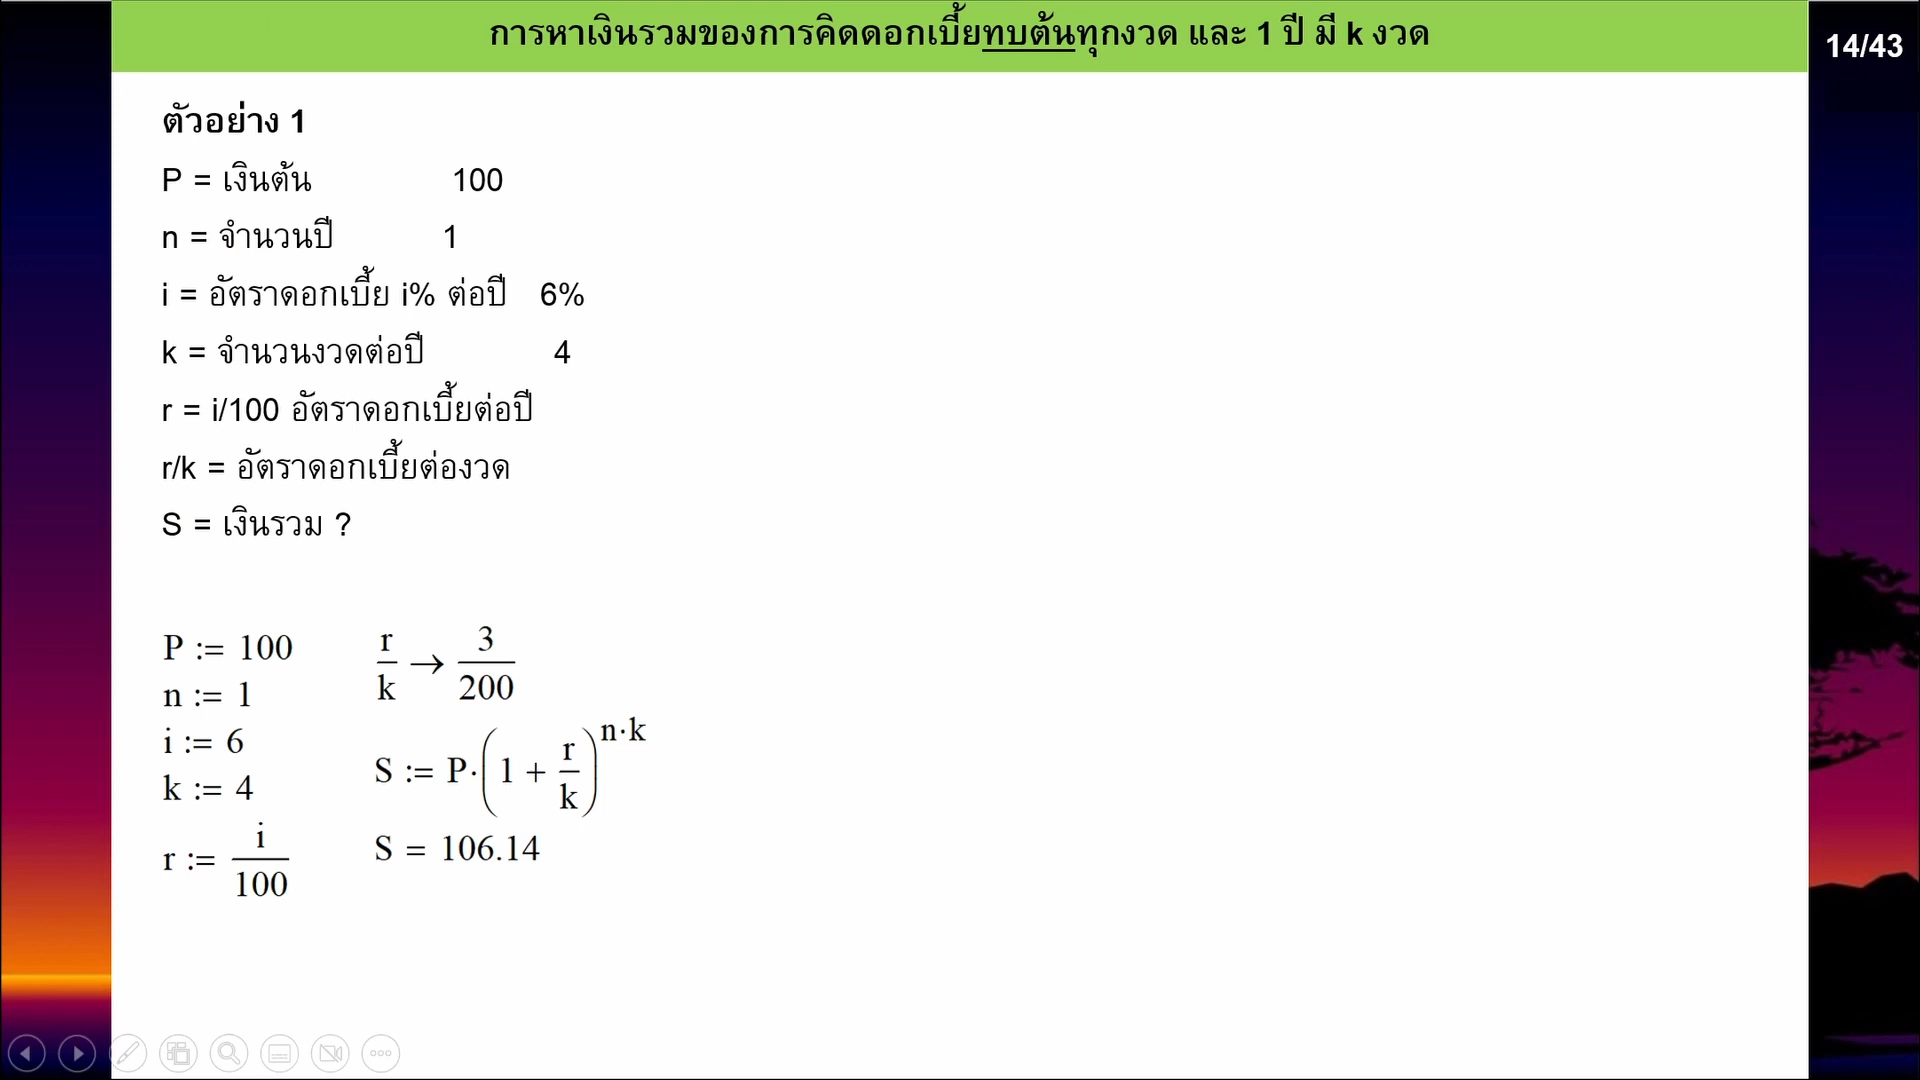 การหาเงินรวมของการคิดดอกเบี้ยทบต้นทุกงวด และ 1 ปี มี k งวด
14/43
ตัวอย่าง 1
P = เงินต้น 100
n = จำนวนปี 1
i = อัตราดอกเบี้ย i% ต่อปี 6%
k = จำนวนงวดต่อปี 4
r = i/100 อัตราดอกเบี้ยต่อปี
r/k = อัตราดอกเบี้ยต่องวด
S = เงินรวม ?
P := 100
n := 1
i := 6
k := 4
r := i/100
r/k → 3/200
S := P·(1 + r/k)^n·k
S = 106.14